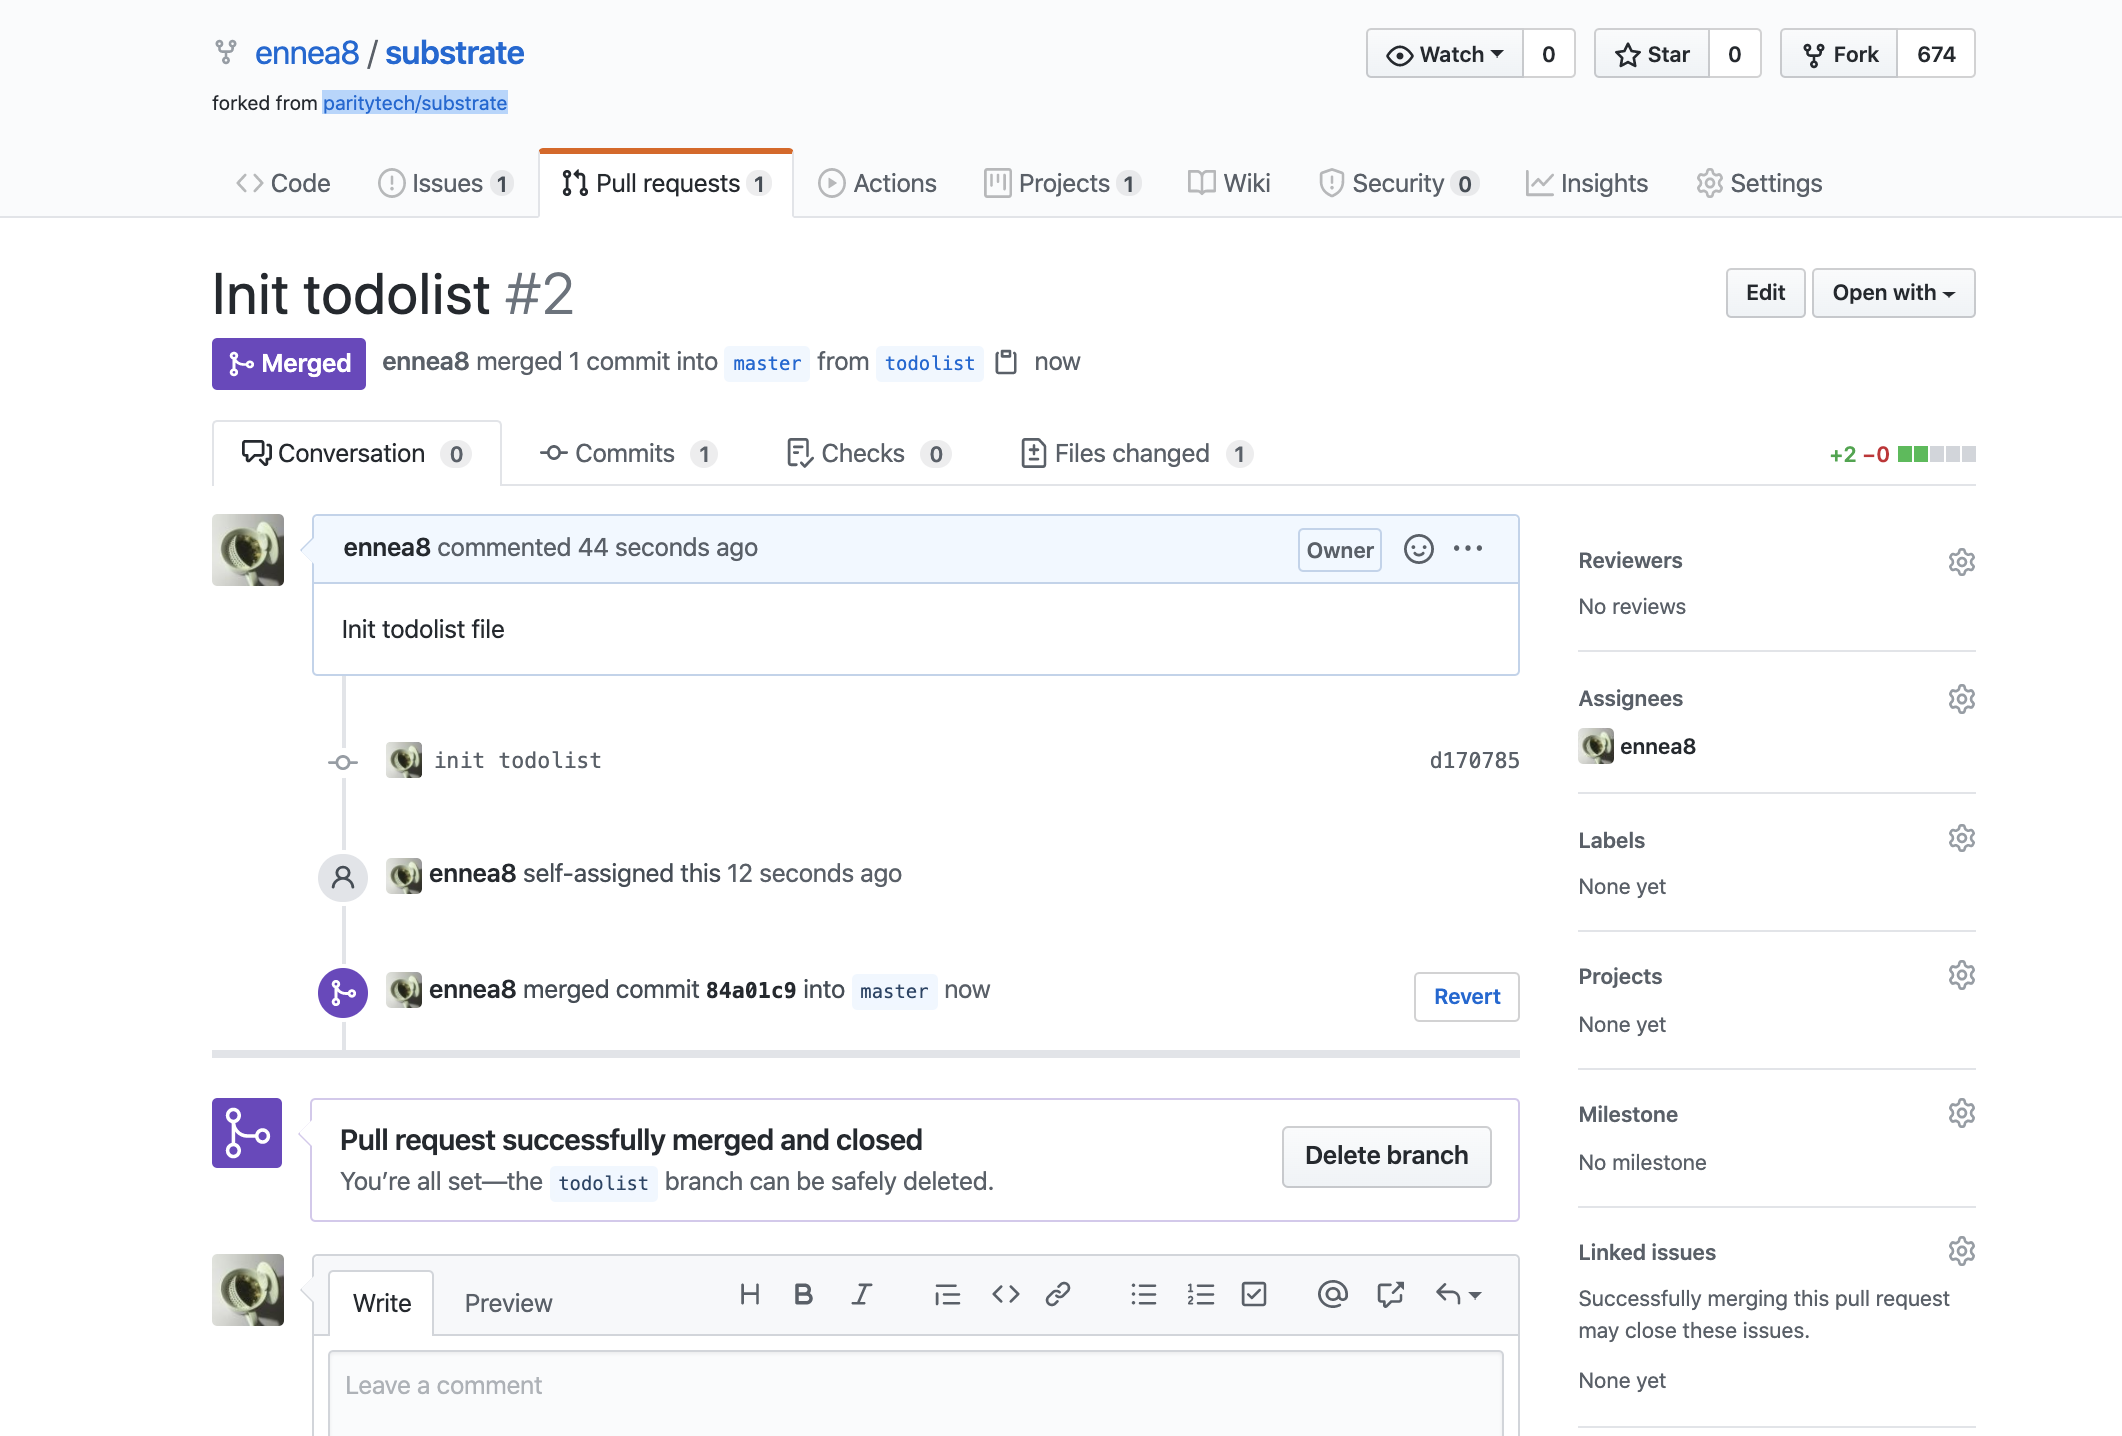 ennea8 / substrate
Watch 0 Star 0 Fork 674
forked from paritytech/substrate
Code Issues 1 Pull requests 1 Actions Projects 1 Wiki Security 0 Insights Settings
Init todolist #2
Edit Open with
Merged ennea8 merged 1 commit into master from todolist now
Conversation 0 Commits 1 Checks 0 Files changed 1 +2 −0
ennea8 commented 44 seconds ago Owner
Init todolist file
init todolist d170785
ennea8 self-assigned this 12 seconds ago
ennea8 merged commit 84a01c9 into master now Revert
Pull request successfully merged and closed
You’re all set—the todolist branch can be safely deleted.
Delete branch
Write Preview
Leave a comment
Reviewers
No reviews
Assignees
ennea8
Labels
None yet
Projects
None yet
Milestone
No milestone
Linked issues
Successfully merging this pull request
may close these issues.
None yet